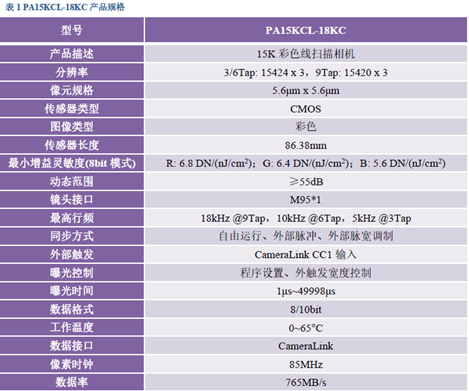 表 1 PA15KCL-18KC 产品规格
型号 PA15KCL-18KC
产品描述 15K 彩色线扫描相机
分辨率 3/6Tap: 15424 x 3，9Tap: 15420 x 3
像元规格 5.6μm x 5.6μm
传感器类型 CMOS
图像类型 彩色
传感器长度 86.38mm
最小增益灵敏度(8bit 模式) R: 6.8 DN/(nJ/cm²)；G: 6.4 DN/(nJ/cm²)；B: 5.6 DN/(nJ/cm²)
动态范围 ≥55dB
镜头接口 M95*1
最高行频 18kHz @9Tap，10kHz @6Tap，5kHz @3Tap
同步方式 自由运行、外部脉冲、外部脉宽调制
外部触发 CameraLink CC1 输入
曝光控制 程序设置、外触发宽度控制
曝光时间 1μs~49998μs
数据格式 8/10bit
工作温度 0~65℃
数据接口 CameraLink
像素时钟 85MHz
数据率 765MB/s